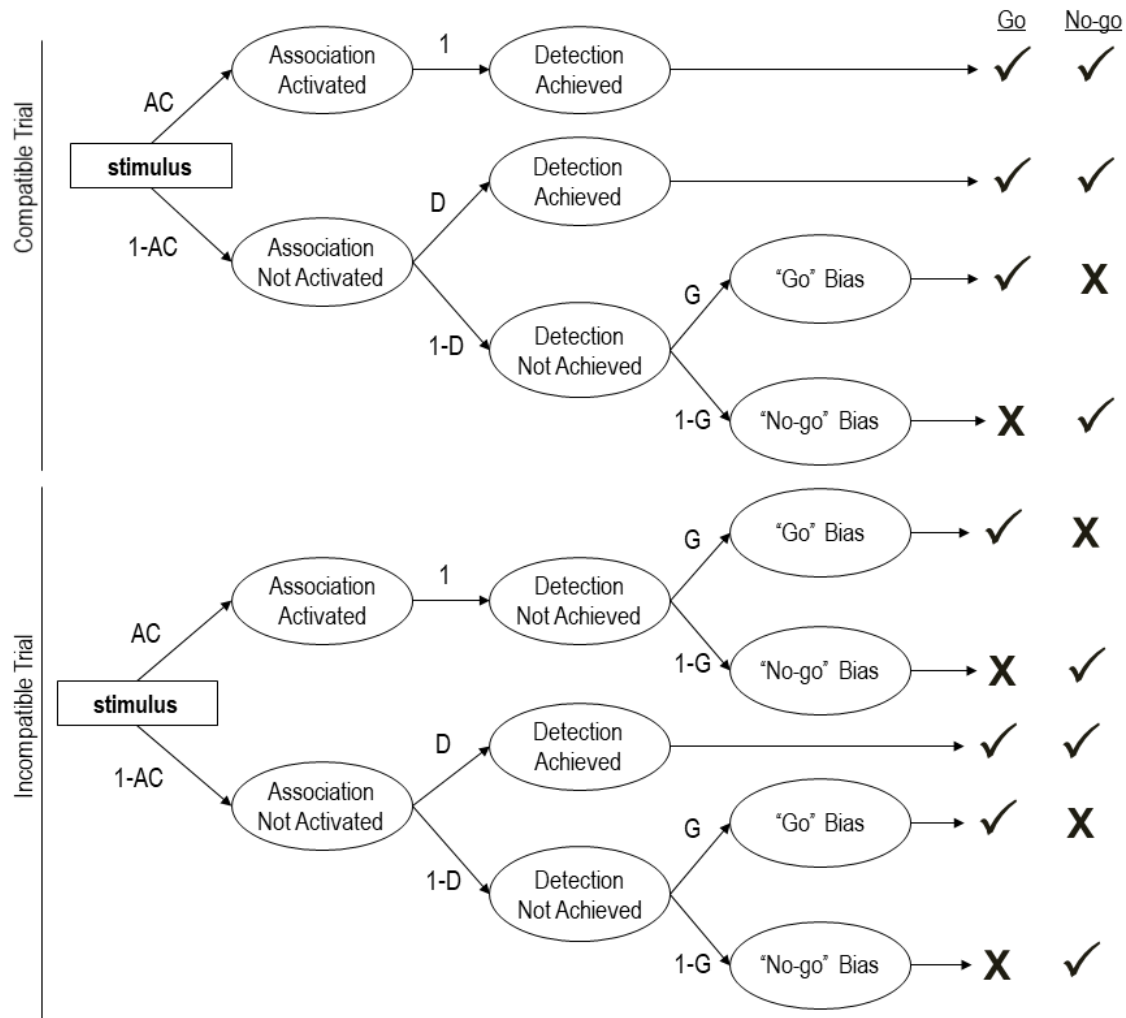 Go No-go
Compatible Trial
stimulus
AC
1-AC
Association
Activated
1
Detection
Achieved
✓ ✓
Association
Not Activated
D
Detection
Achieved
✓ ✓
1-D
Detection
Not Achieved
G
“Go” Bias
✓ X
1-G
“No-go” Bias
X ✓
Incompatible Trial
stimulus
AC
1-AC
Association
Activated
1
Detection
Not Achieved
G
“Go” Bias
✓ X
1-G
“No-go” Bias
X ✓
Association
Not Activated
D
Detection
Achieved
✓ ✓
1-D
Detection
Not Achieved
G
“Go” Bias
✓ X
1-G
“No-go” Bias
X ✓